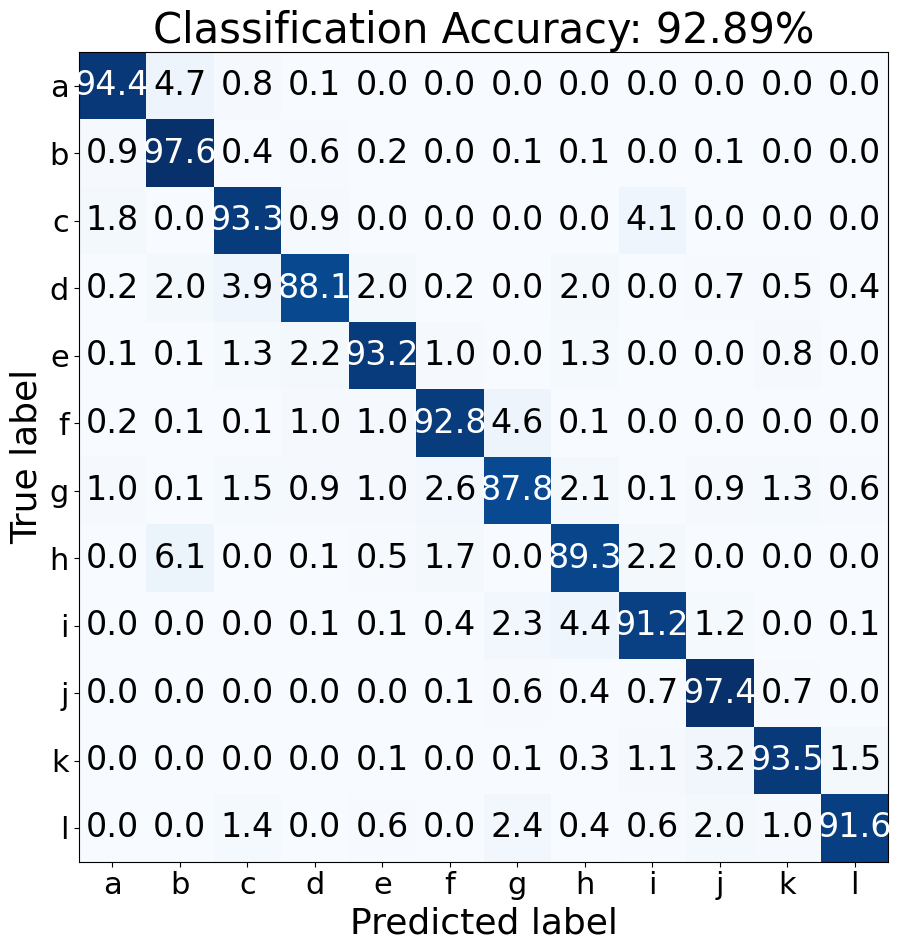 Classification Accuracy: 92.89%
a 94.4 4.7 0.8 0.1 0.0 0.0 0.0 0.0 0.0 0.0 0.0 0.0
b 0.9 97.6 0.4 0.6 0.2 0.0 0.1 0.1 0.0 0.1 0.0 0.0
c 1.8 0.0 93.3 0.9 0.0 0.0 0.0 0.0 4.1 0.0 0.0 0.0
d 0.2 2.0 3.9 88.1 2.0 0.2 0.0 2.0 0.0 0.7 0.5 0.4
e 0.1 0.1 1.3 2.2 93.2 1.0 0.0 1.3 0.0 0.0 0.8 0.0
f 0.2 0.1 0.1 1.0 1.0 92.8 4.6 0.1 0.0 0.0 0.0 0.0
g 1.0 0.1 1.5 0.9 1.0 2.6 87.8 2.1 0.1 0.9 1.3 0.6
h 0.0 6.1 0.0 0.1 0.5 1.7 0.0 89.3 2.2 0.0 0.0 0.0
i 0.0 0.0 0.0 0.1 0.1 0.4 2.3 4.4 91.2 1.2 0.0 0.1
j 0.0 0.0 0.0 0.0 0.0 0.1 0.6 0.4 0.7 97.4 0.7 0.0
k 0.0 0.0 0.0 0.0 0.1 0.0 0.1 0.3 1.1 3.2 93.5 1.5
l 0.0 0.0 1.4 0.0 0.6 0.0 2.4 0.4 0.6 2.0 1.0 91.6
a b c d e f g h i j k l
True label
Predicted label